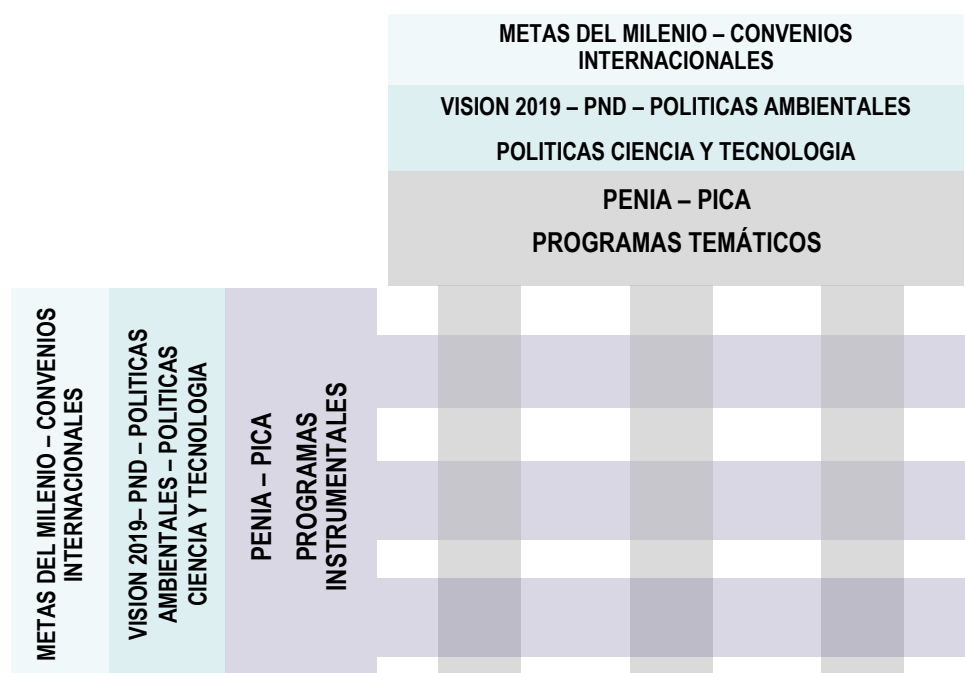 METAS DEL MILENIO – CONVENIOS
INTERNACIONALES
VISION 2019 – PND – POLITICAS AMBIENTALES
POLITICAS CIENCIA Y TECNOLOGIA
PENIA – PICA
PROGRAMAS TEMÁTICOS
METAS DEL MILENIO – CONVENIOS
INTERNACIONALES
VISION 2019– PND – POLITICAS
AMBIENTALES – POLITICAS
CIENCIA Y TECNOLOGIA
PENIA – PICA
PROGRAMAS
INSTRUMENTALES